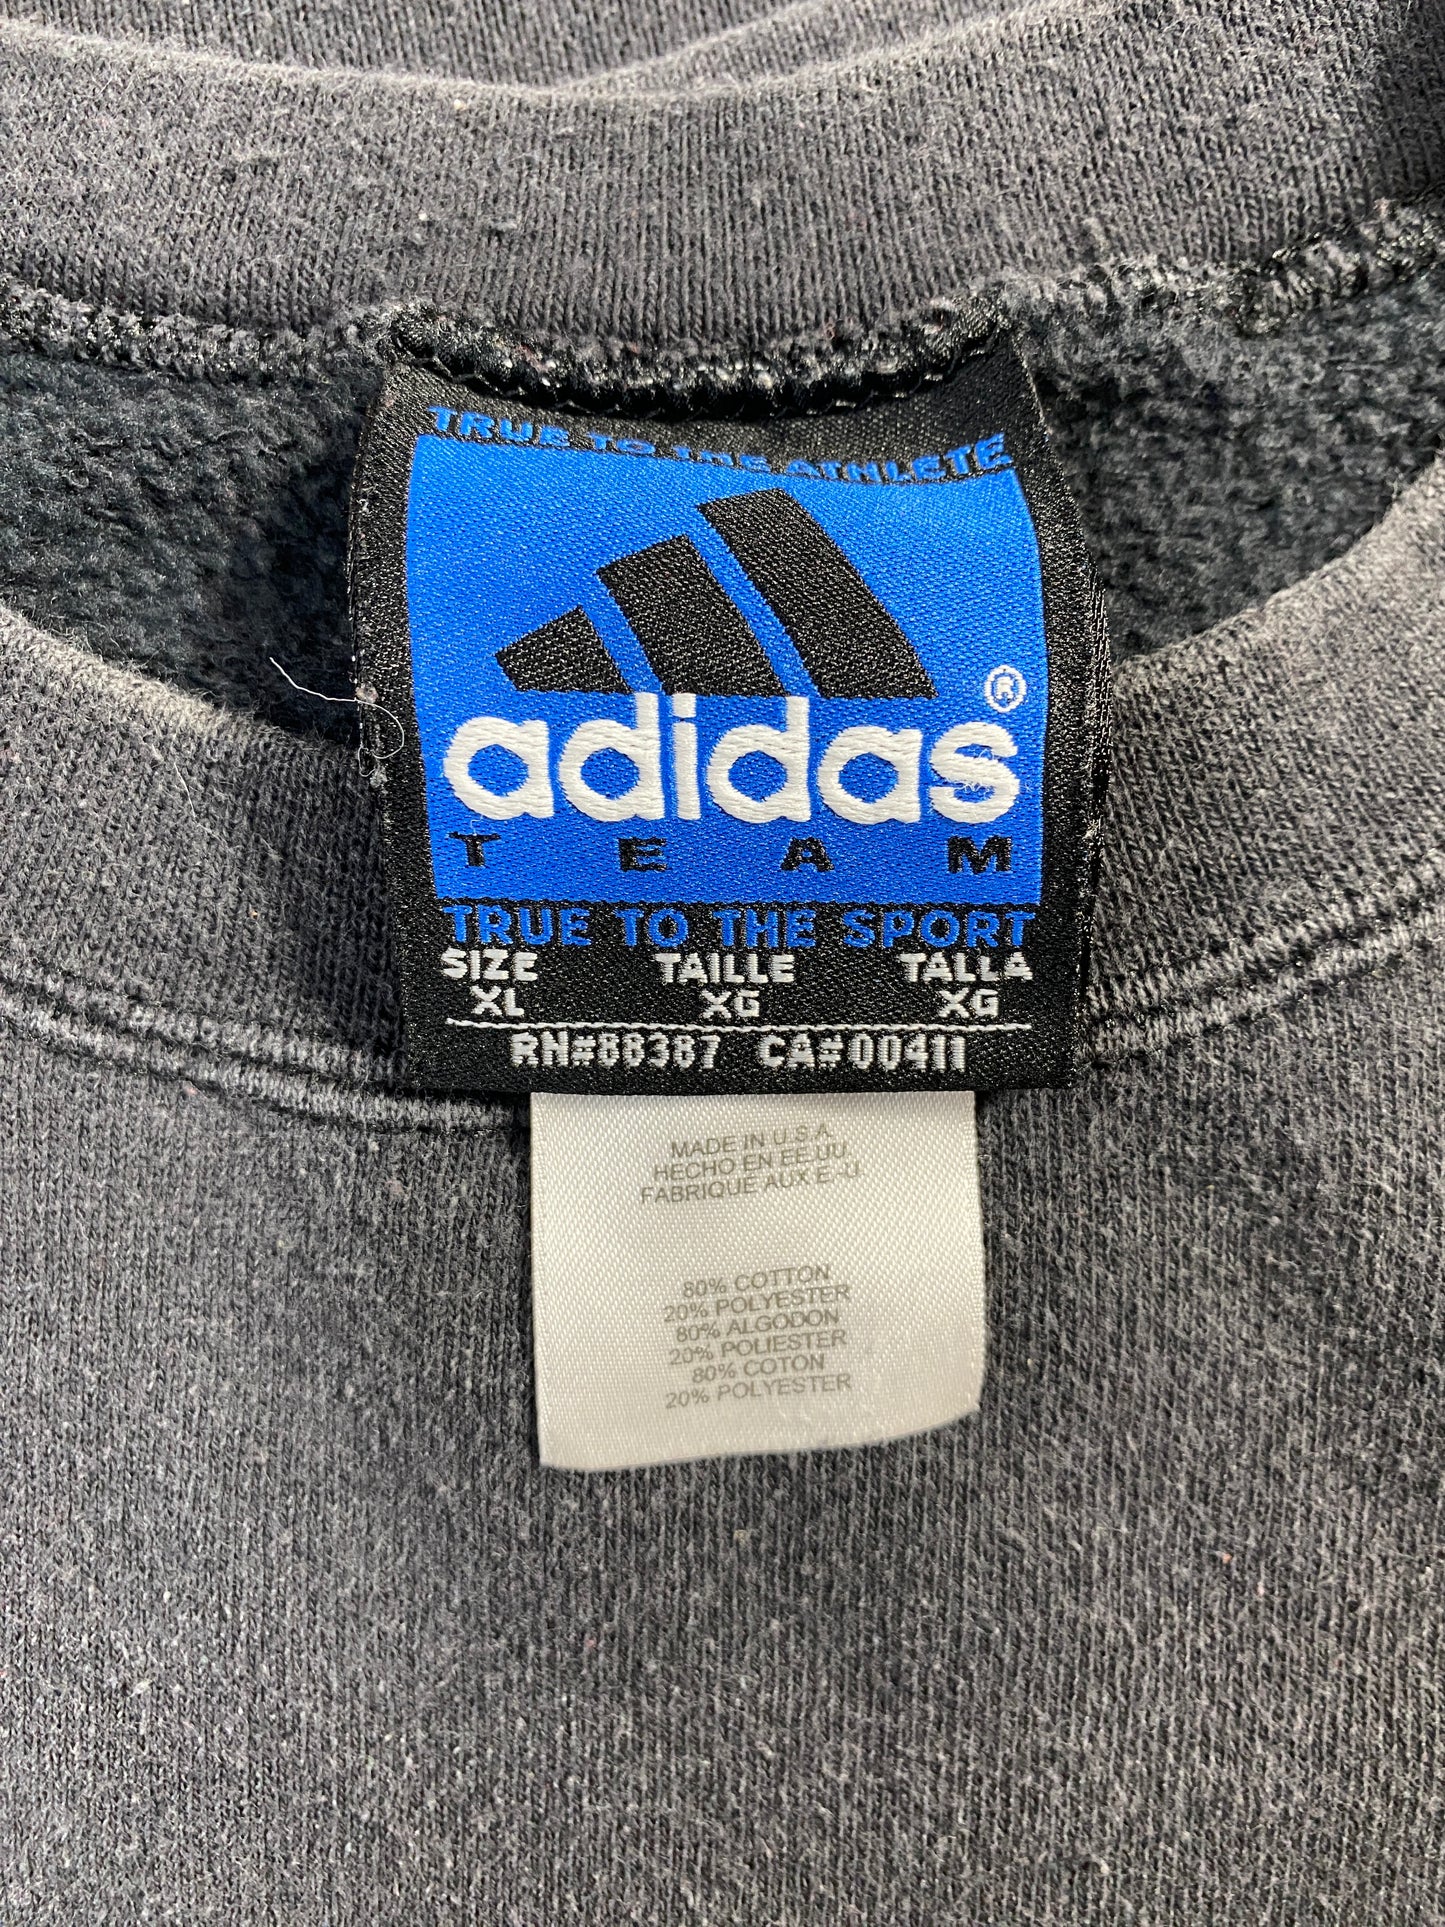 TRUE TO THE ATHLETE
adidas®
TEAM
TRUE TO THE SPORT
SIZE TAILLE TALLA
XL XG XG
RN#88387 CA#00411
MADE IN U.S.A.
HECHO EN EE.UU.
FABRIQUE AUX E.-U.
80% COTTON
20% POLYESTER
80% ALGODON
20% POLIESTER
80% COTON
20% POLYESTER